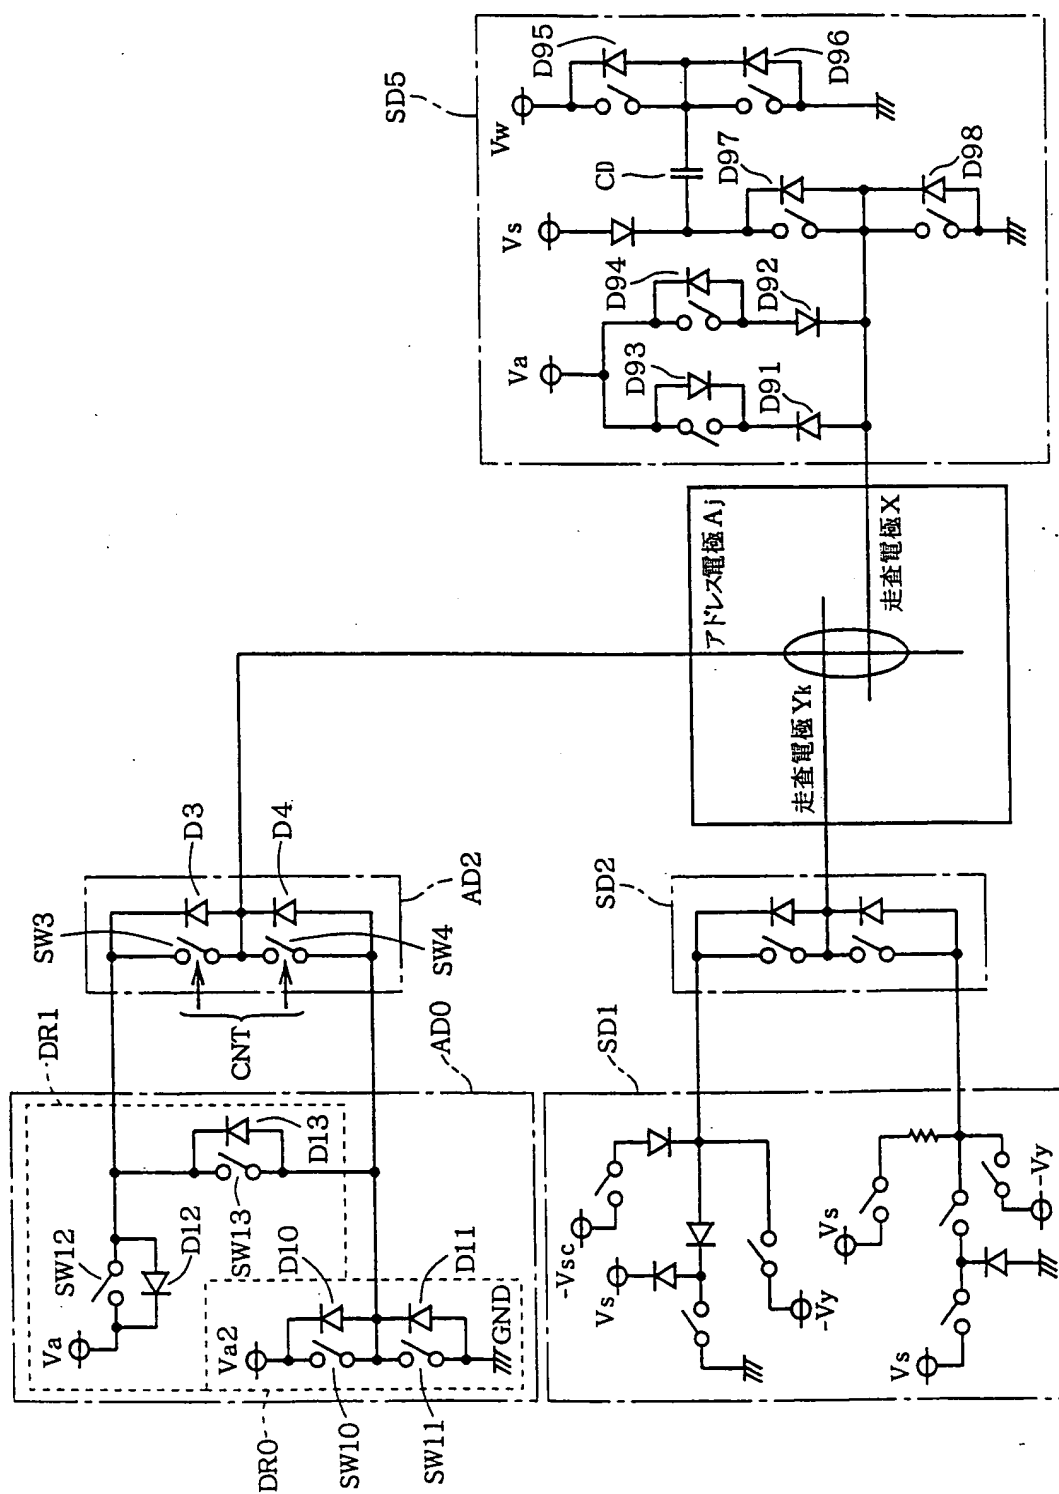 SD5
Vw
D95
D96
Vs
CD
D97
D98
Va
D94
D92
D93
D91
アドレス電極Aj
走査電極X
走査電極Yk
D3
D4
AD2
SW3
SW4
CNT
SD2
DR1
AD0
SD1
D13
SW13
SW12
D12
Va
D10
D11
Va2
GND
DR0
SW10
SW11
-Vsc
Vs
-Vy
Vs
Vs
-Vy